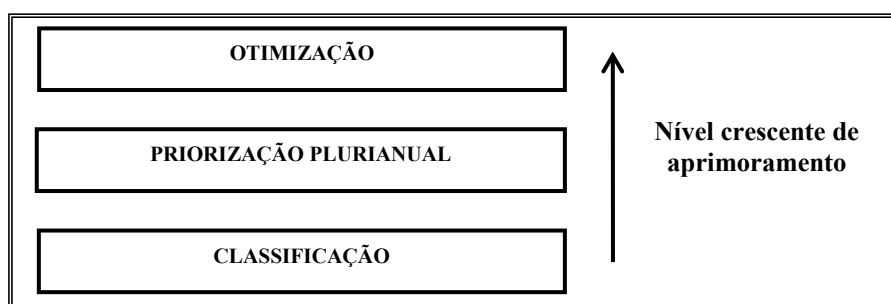 OTIMIZAÇÃO
PRIORIZAÇÃO PLURIANUAL
CLASSIFICAÇÃO
Nível crescente de
aprimoramento